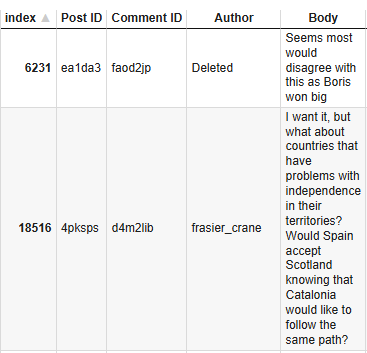 index Post ID Comment ID Author Body
6231 ea1da3 faod2jp Deleted Seems most
would
disagree with
this as Boris
won big
18516 4pksps d4m2lib frasier_crane I want it, but
what about
countries that
have
problems with
independence
in their
territories?
Would Spain
accept
Scotland
knowing that
Catalonia
would like to
follow the
same path?